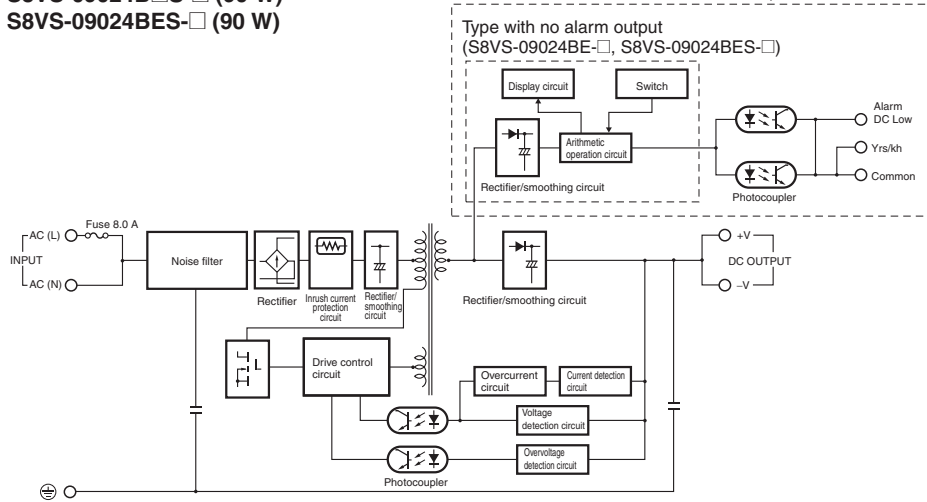 S8VS-09024BES-□ (90 W)
Type with no alarm output
(S8VS-09024BE-□, S8VS-09024BES-□)
Display circuit
Switch
Arithmetic
operation circuit
Rectifier/smoothing circuit
Alarm
DC Low
Yrs/kh
Common
Photocoupler
Fuse 8.0 A
AC (L)
INPUT
AC (N)
Noise filter
Rectifier
Inrush current
protection
circuit
Rectifier/
smoothing
circuit
Rectifier/smoothing circuit
+V
DC OUTPUT
–V
Drive control
circuit
Overcurrent
circuit
Current detection
circuit
Voltage
detection circuit
Overvoltage
detection circuit
Photocoupler